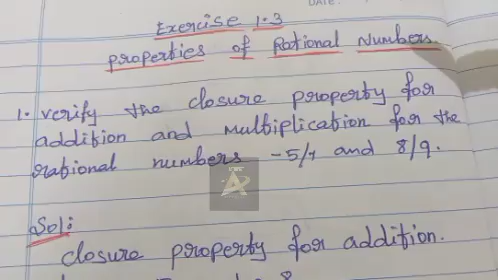 DATE:
Exercise 1.3
properties of Rational Numbers.
1. verify the closure property for
addition and multiplication for the
rational numbers -5/7 and 8/9.
Sol:
closure property for addition.